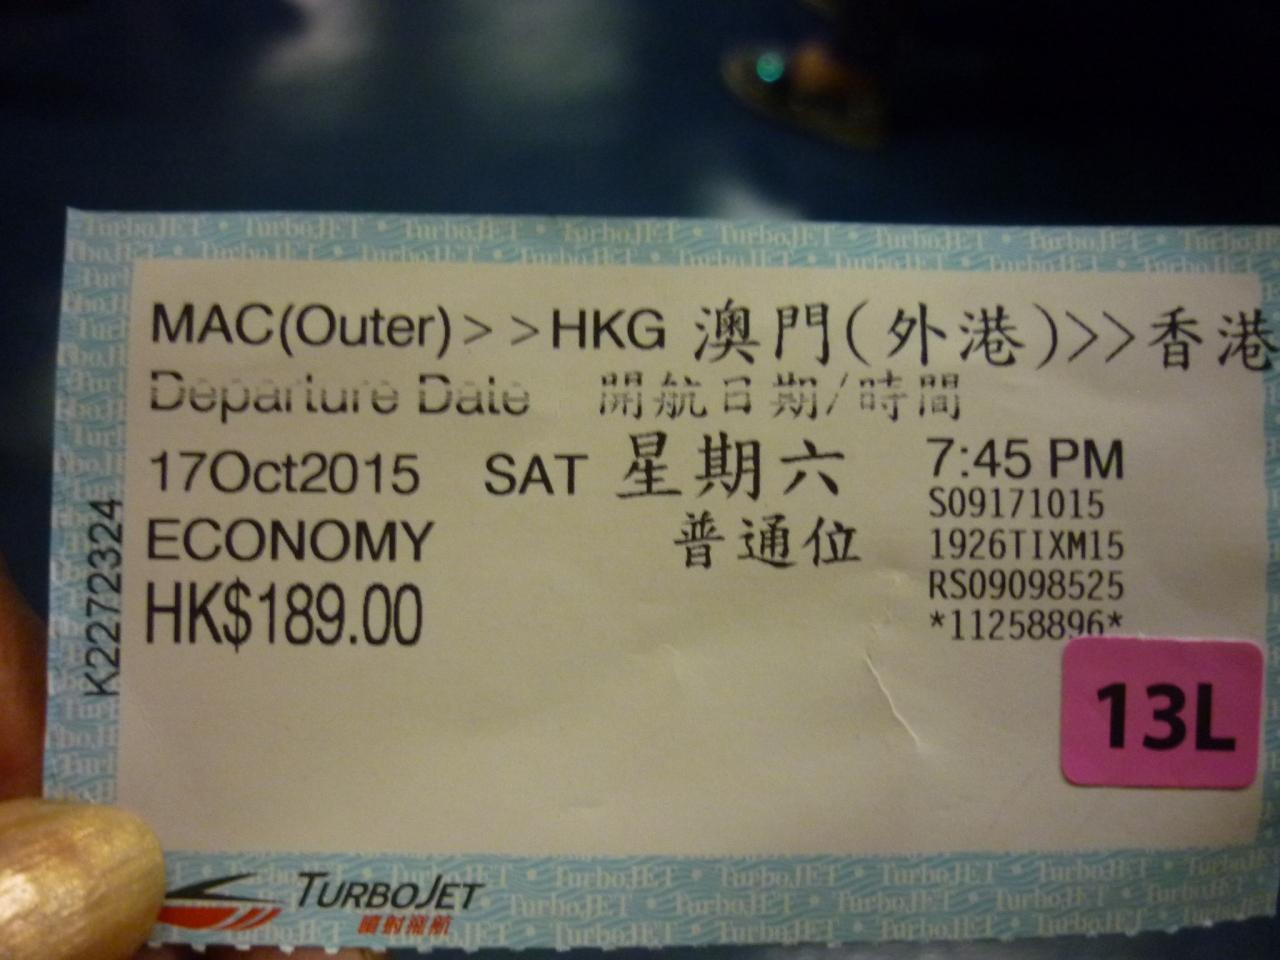 MAC(Outer)>>HKG 澳門(外港)>>香港
Departure Date 開航日期/時間
17Oct2015 SAT 星期六 7:45 PM
S09171015
ECONOMY 普通位 1926TIXM15
RS09098525
HK$189.00
*11258896*
K2272324
13L
TURBOJET
噴射飛航